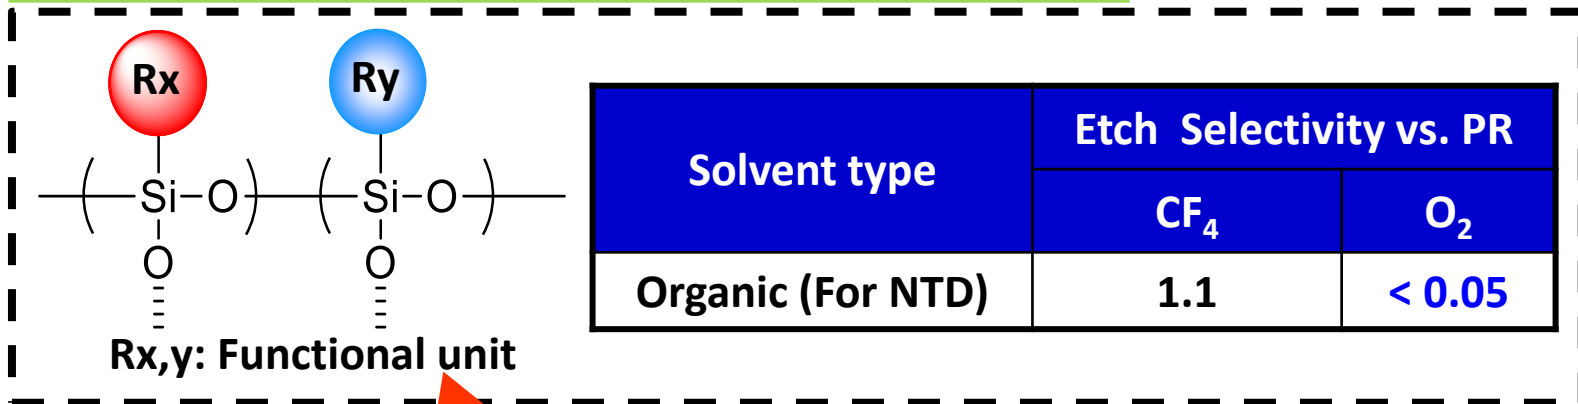 Rx Ry
Si-O Si-O
O O
Rx,y: Functional unit
Solvent type
Etch Selectivity vs. PR
CF₄ O₂
Organic (For NTD) 1.1 < 0.05